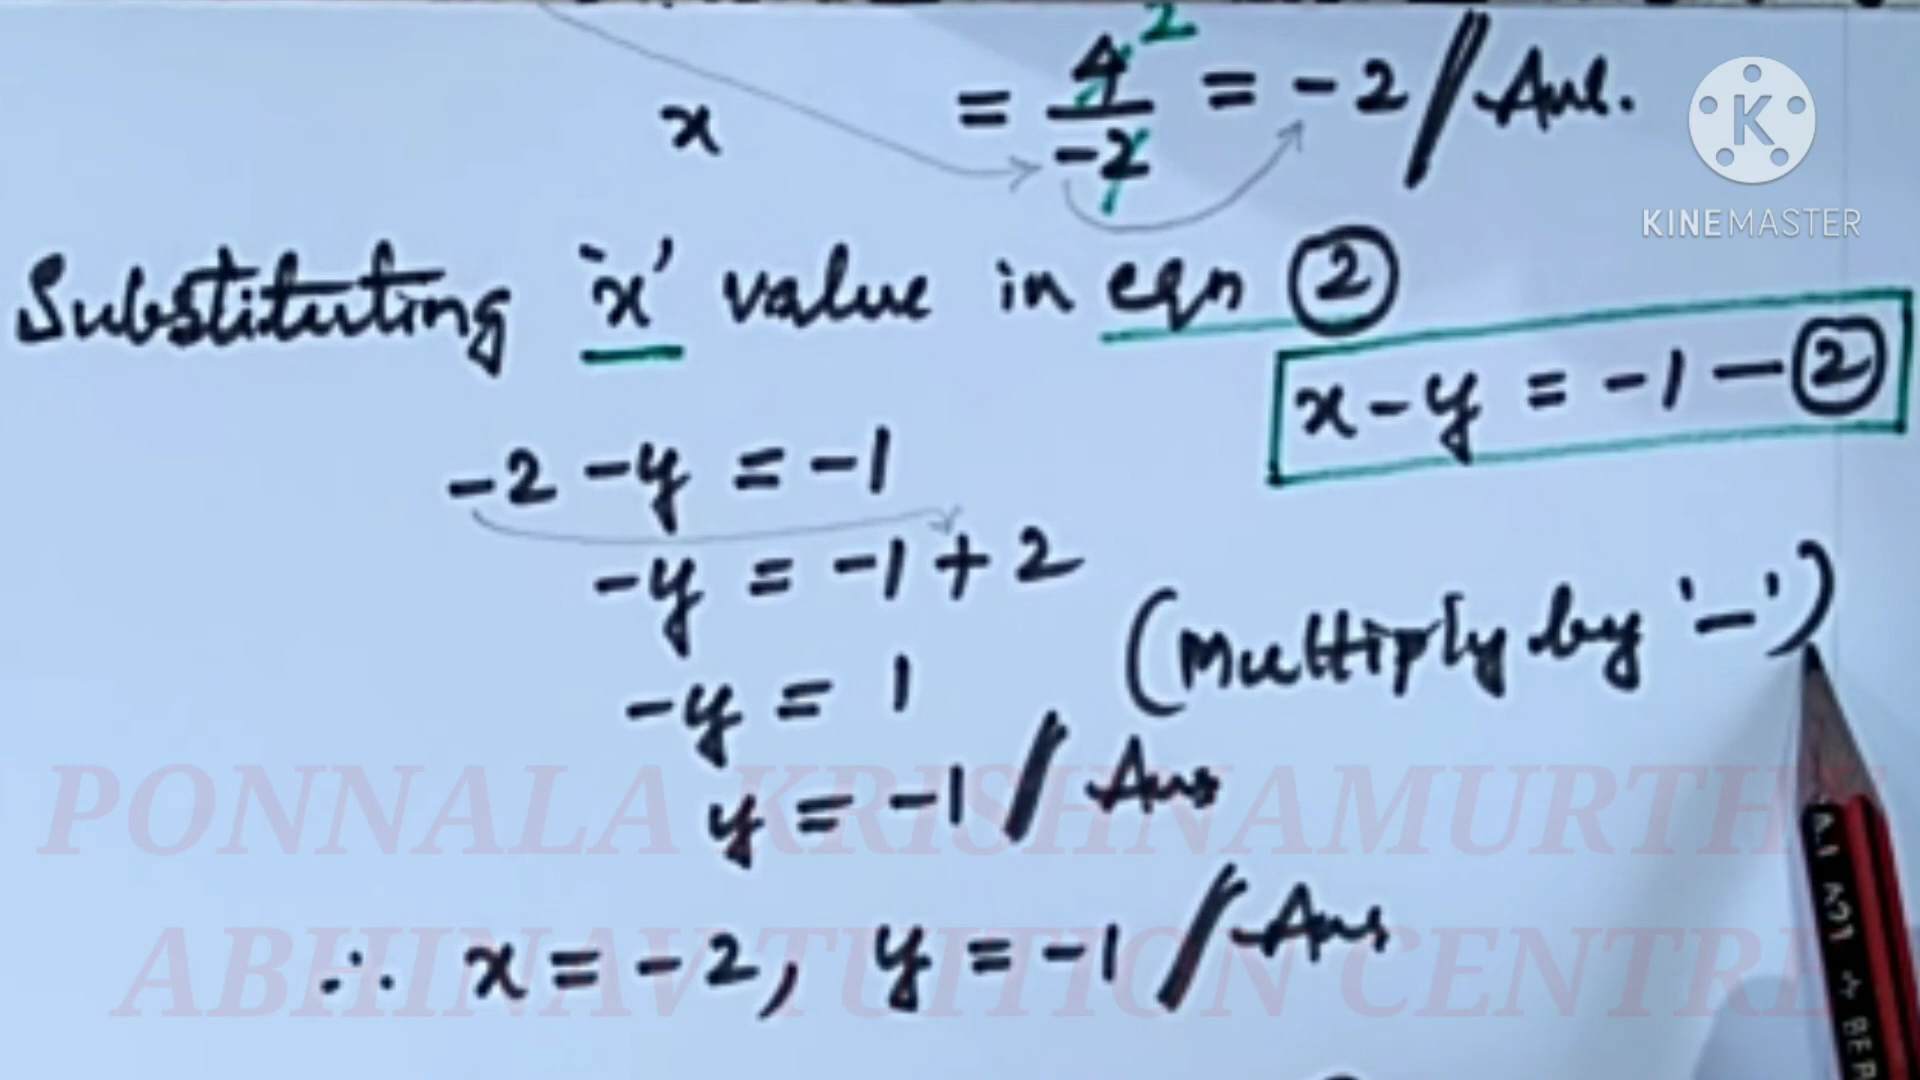 x = 4/-2 2 = -2 // Ans.
K
KINEMASTER
Substituting 'x' value in eqn ②
x - y = -1 — ②
-2 - y = -1
-y = -1 + 2
(Multiply by '-')
-y = 1
y = -1 // Ans
∴ x = -2, y = -1 // Ans
PONNALA KRISHNAMURTHY
ABHINAV TUITION CENTRE